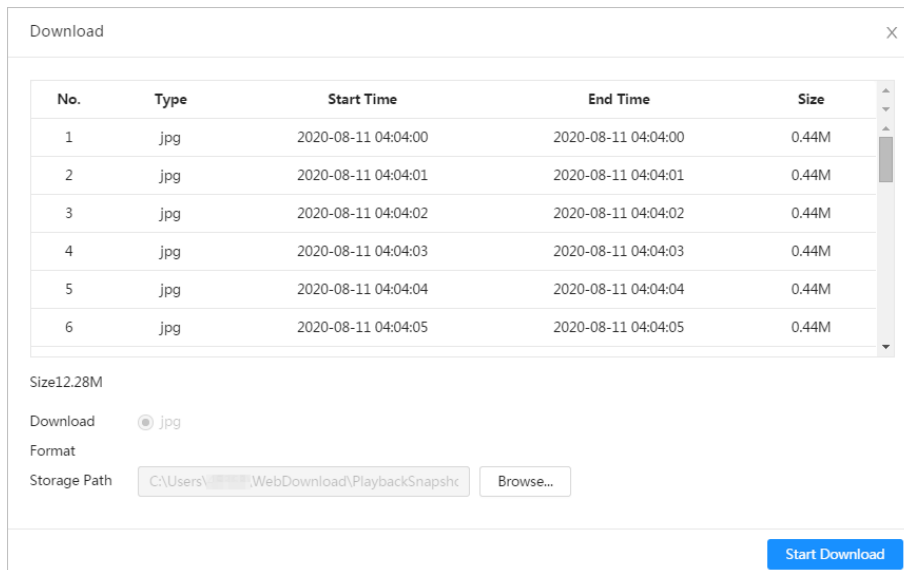 Download
No. Type Start Time End Time Size
1 jpg 2020-08-11 04:04:00 2020-08-11 04:04:00 0.44M
2 jpg 2020-08-11 04:04:01 2020-08-11 04:04:01 0.44M
3 jpg 2020-08-11 04:04:02 2020-08-11 04:04:02 0.44M
4 jpg 2020-08-11 04:04:03 2020-08-11 04:04:03 0.44M
5 jpg 2020-08-11 04:04:04 2020-08-11 04:04:04 0.44M
6 jpg 2020-08-11 04:04:05 2020-08-11 04:04:05 0.44M
Size12.28M
Download jpg
Format
Storage Path C:\Users\ .WebDownload\PlaybackSnapsho Browse...
Start Download